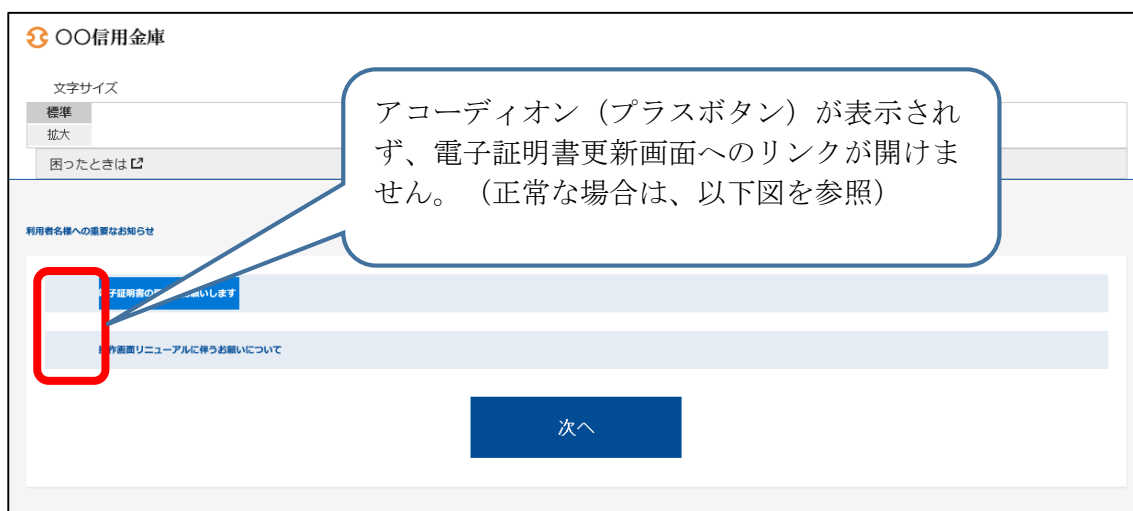 〇〇信用金庫
文字サイズ
標準
拡大
困ったときは
アコーディオン（プラスボタン）が表示され
ず、電子証明書更新画面へのリンクが開けま
せん。（正常な場合は、以下図を参照）
利用者名様への重要なお知らせ
子証明書の 願いします
作画面リニューアルに伴うお願いについて
次へ